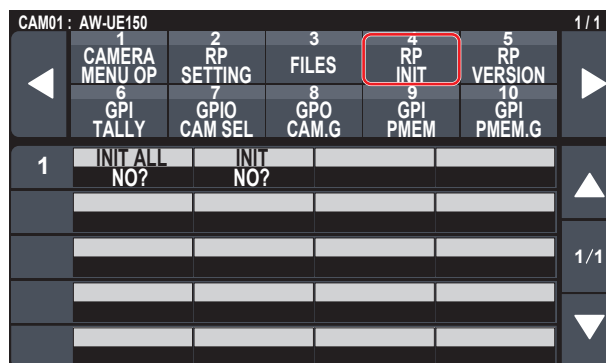 CAM01 : AW-UE150 1 / 1
1 2 3 4 5
CAMERA MENU OP RP SETTING FILES RP INIT RP VERSION
6 7 8 9 10
GPI TALLY GPIO CAM SEL GPO CAM.G GPI PMEM GPI PMEM.G
1 INIT ALL INIT
NO? NO?
1/1